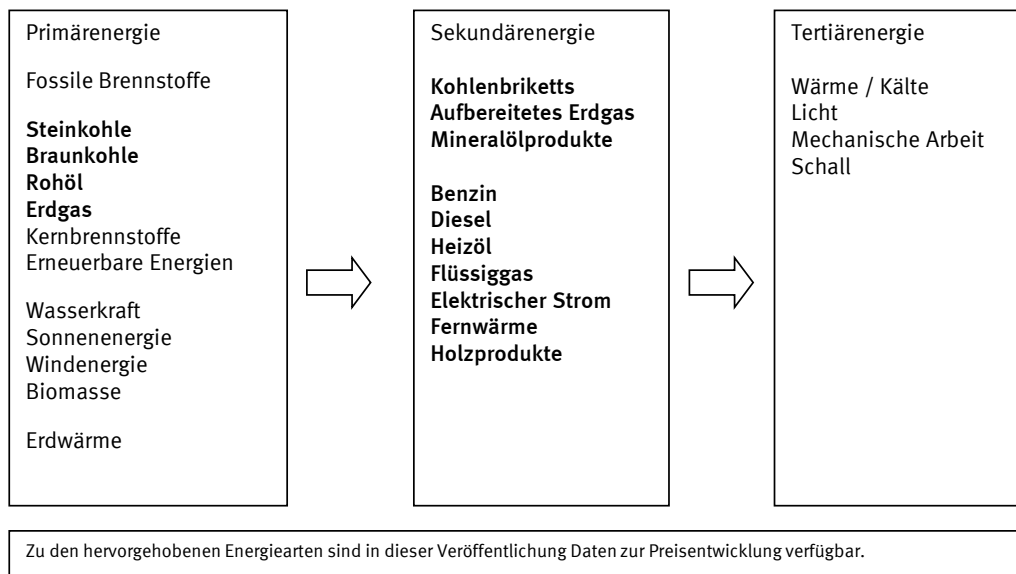 Primärenergie
Fossile Brennstoffe
Steinkohle
Braunkohle
Rohöl
Erdgas
Kernbrennstoffe
Erneuerbare Energien
Wasserkraft
Sonnenenergie
Windenergie
Biomasse
Erdwärme
Sekundärenergie
Kohlenbriketts
Aufbereitetes Erdgas
Mineralölprodukte
Benzin
Diesel
Heizöl
Flüssiggas
Elektrischer Strom
Fernwärme
Holzprodukte
Tertiärenergie
Wärme / Kälte
Licht
Mechanische Arbeit
Schall
Zu den hervorgehobenen Energiearten sind in dieser Veröffentlichung Daten zur Preisentwicklung verfügbar.